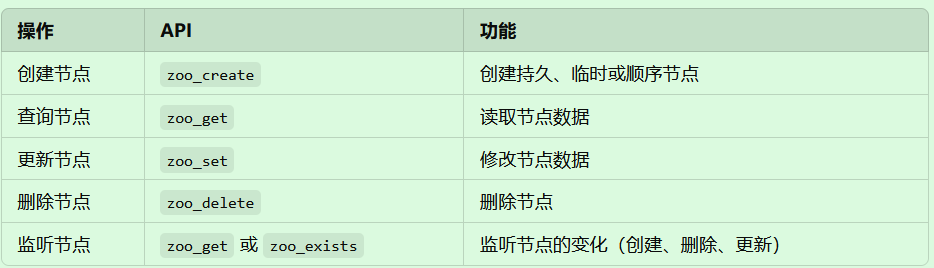 操作 API 功能
创建节点 zoo_create 创建持久、临时或顺序节点
查询节点 zoo_get 读取节点数据
更新节点 zoo_set 修改节点数据
删除节点 zoo_delete 删除节点
监听节点 zoo_get 或 zoo_exists 监听节点的变化（创建、删除、更新）